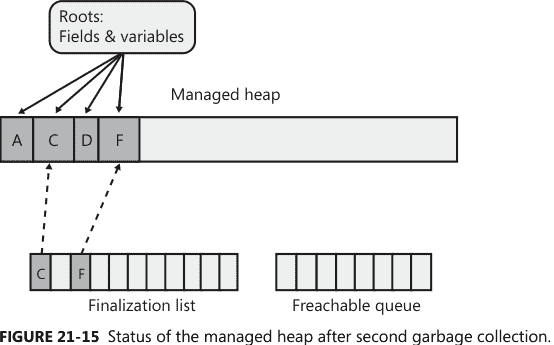 Roots:
Fields & variables
Managed heap
A C D F
C F
Finalization list
Freachable queue
FIGURE 21-15 Status of the managed heap after second garbage collection.